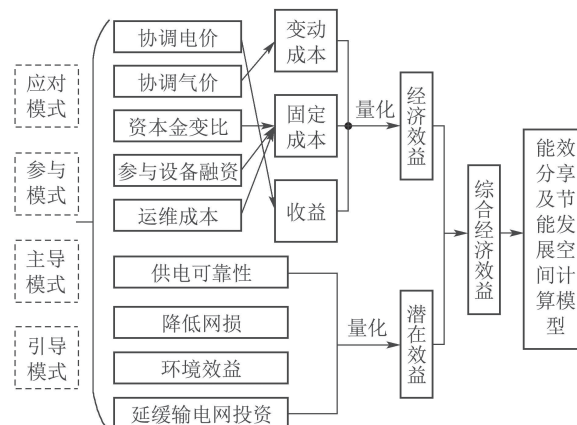 应对
模式
参与
模式
主导
模式
引导
模式
协调电价
协调气价
资本金变比
参与设备融资
运维成本
供电可靠性
降低网损
环境效益
延缓输电网投资
变动
成本
固定
成本
收益
量化
量化
经济效益
潜在效益
综合经济效益
能效
分享
及节
能发
展空
间计
算模
型